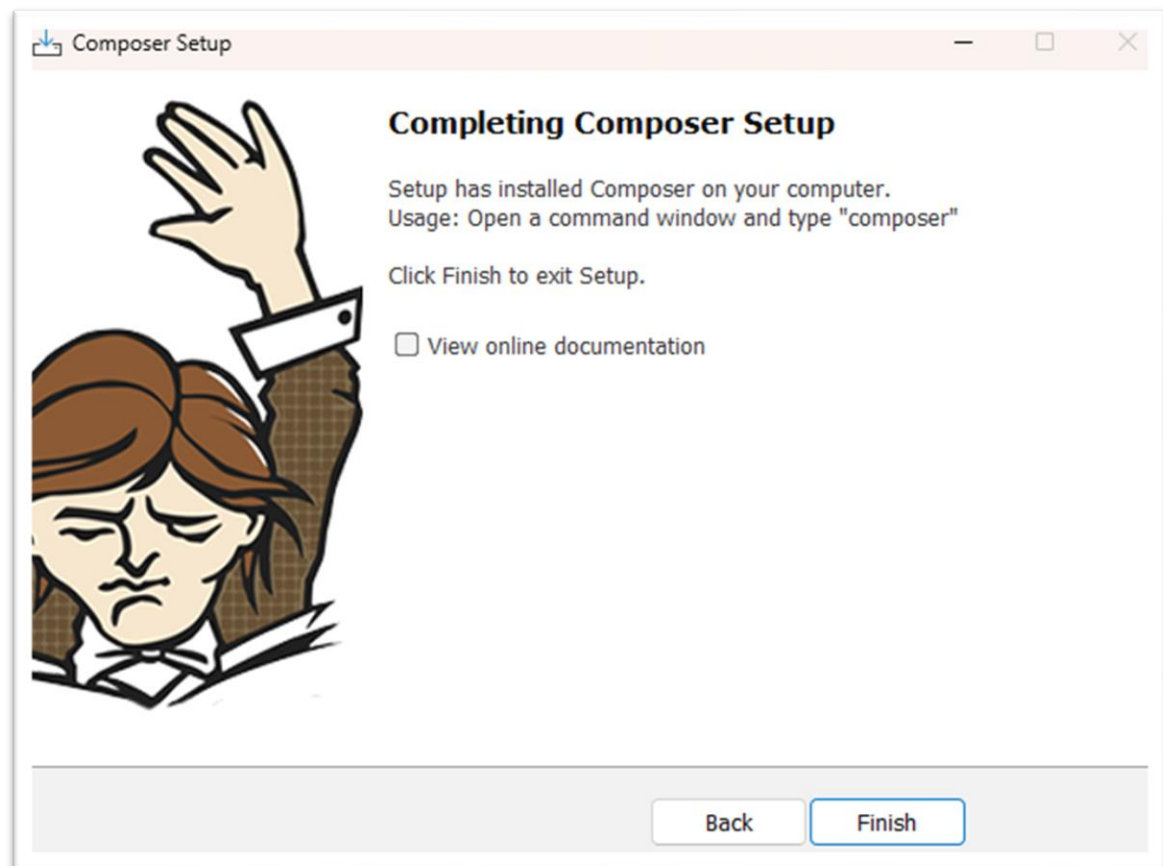 Composer Setup
Completing Composer Setup
Setup has installed Composer on your computer.
Usage: Open a command window and type "composer"
Click Finish to exit Setup.
View online documentation
Back
Finish